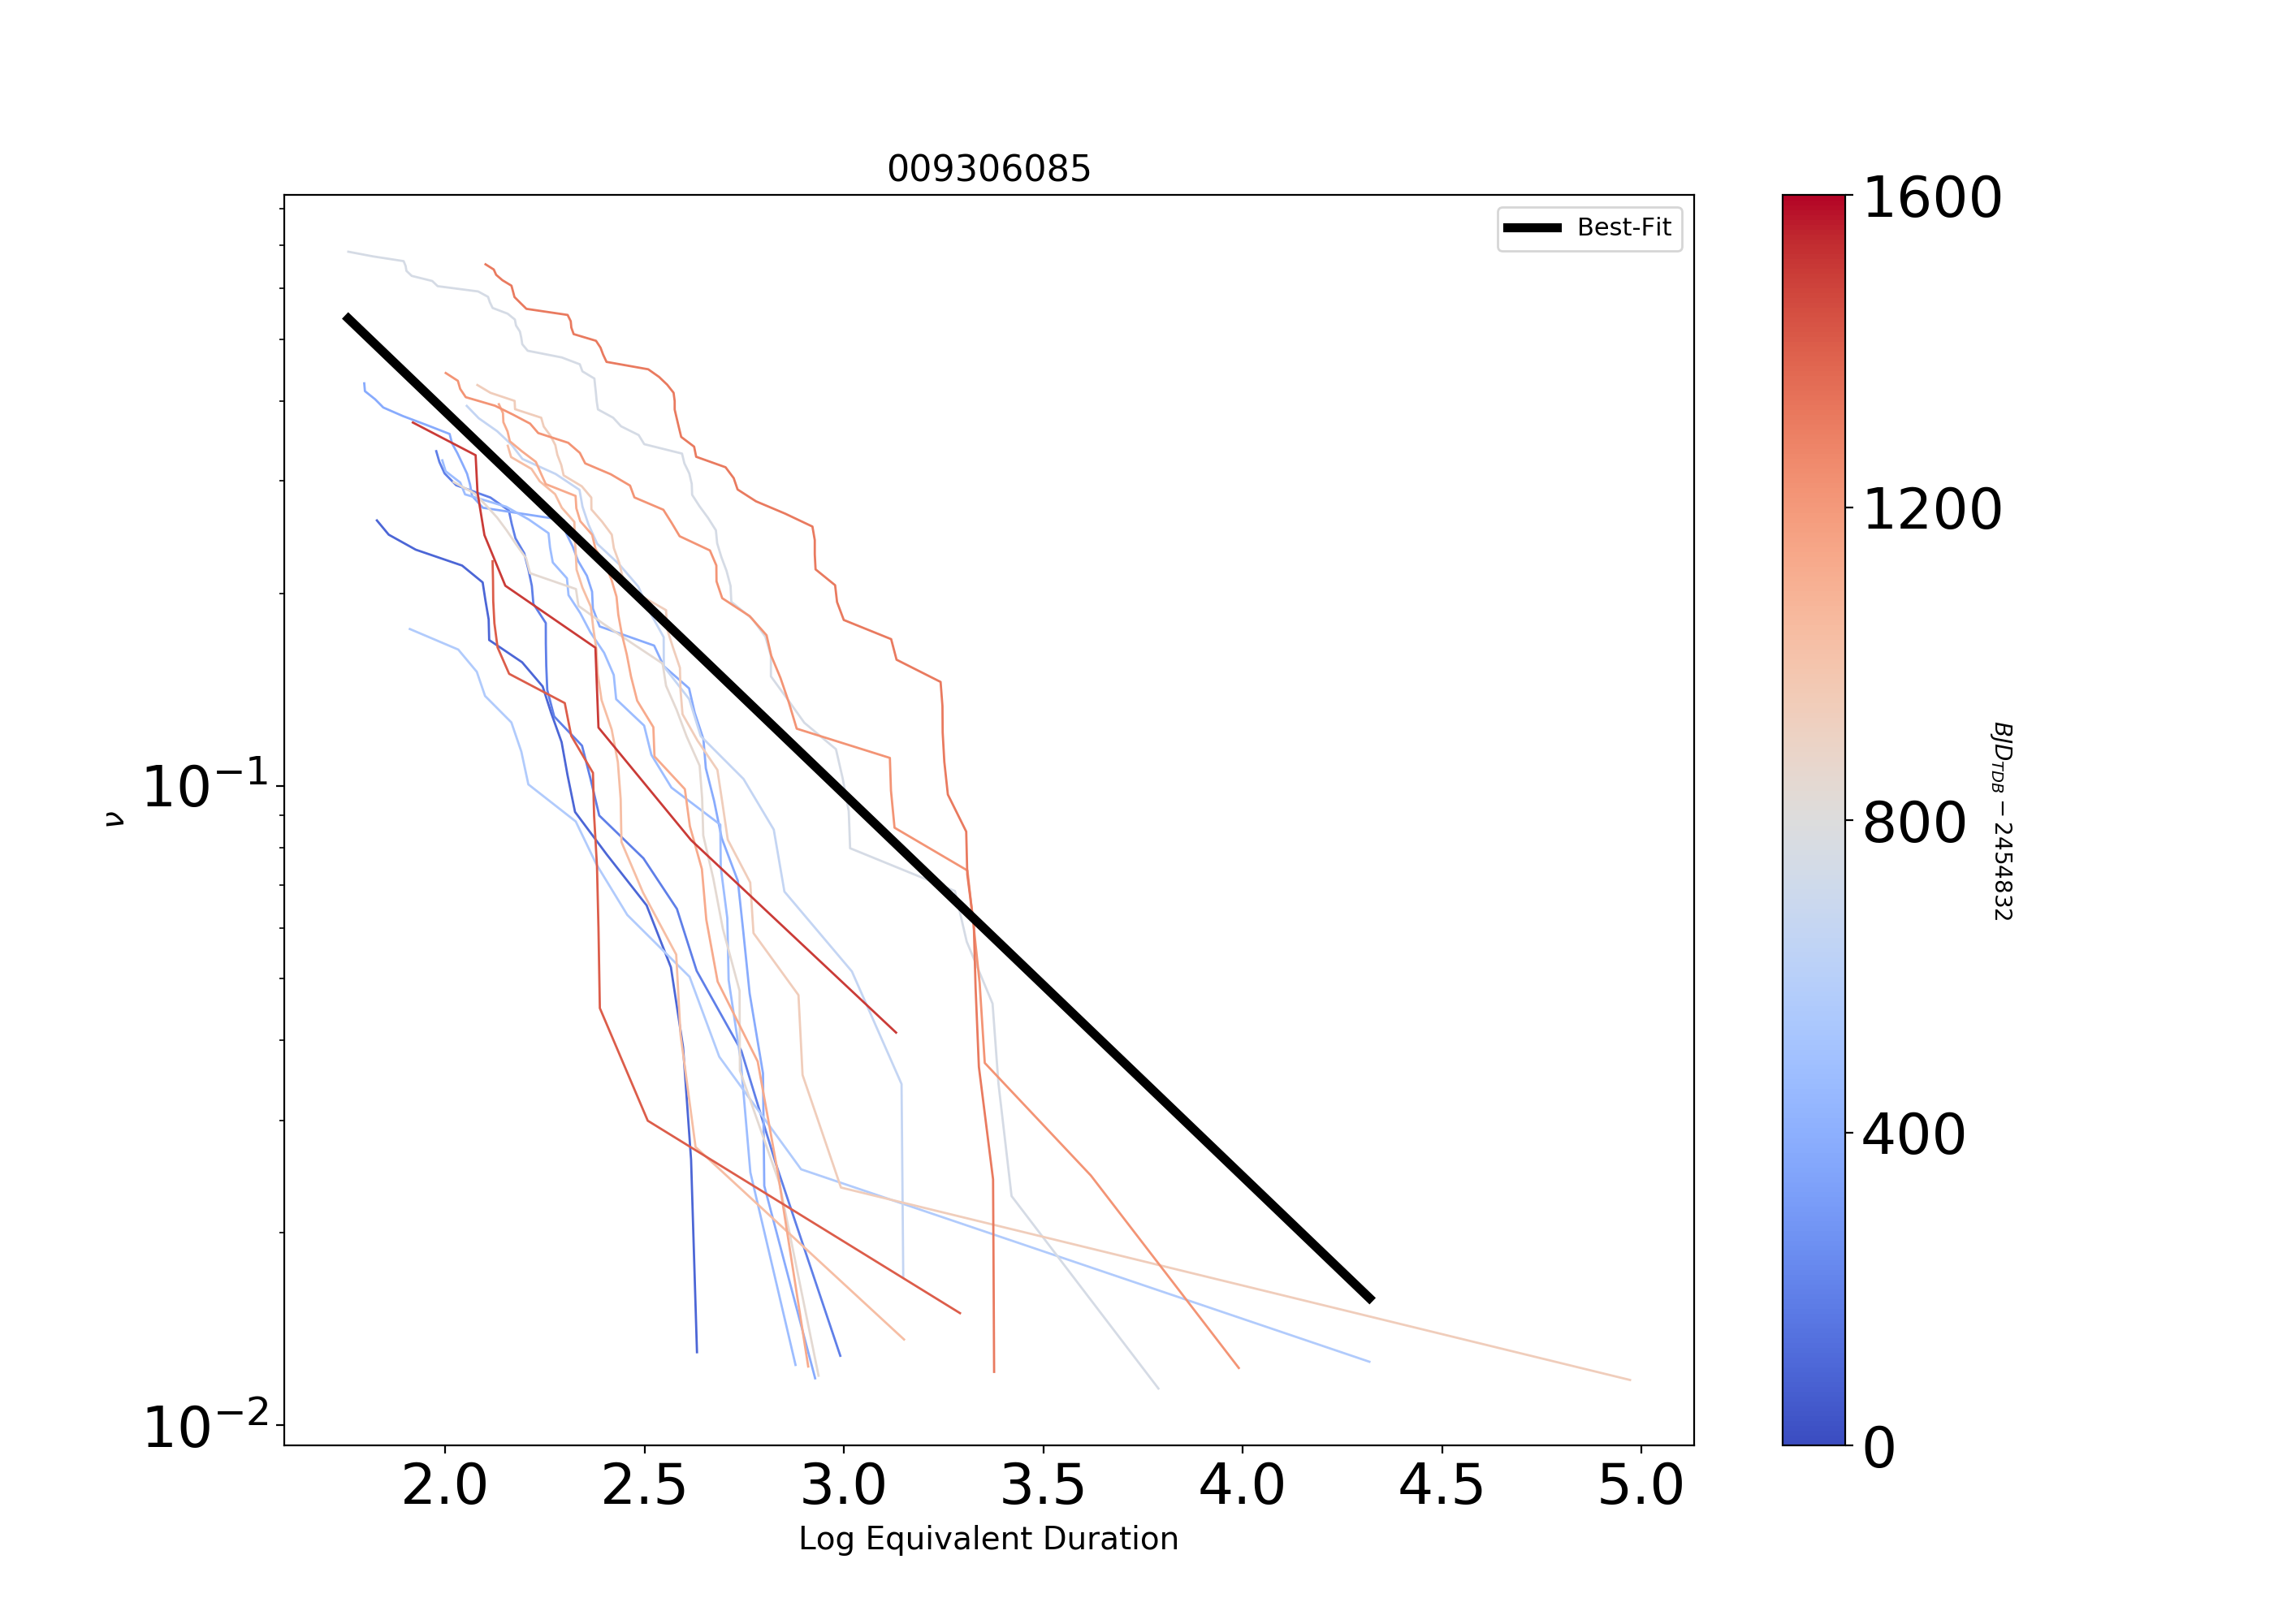 009306085
Best-Fit
10⁻¹
10⁻²
ν
2.0 2.5 3.0 3.5 4.0 4.5 5.0
Log Equivalent Duration
1600
1200
800
400
0
BJD_TDB − 2454832